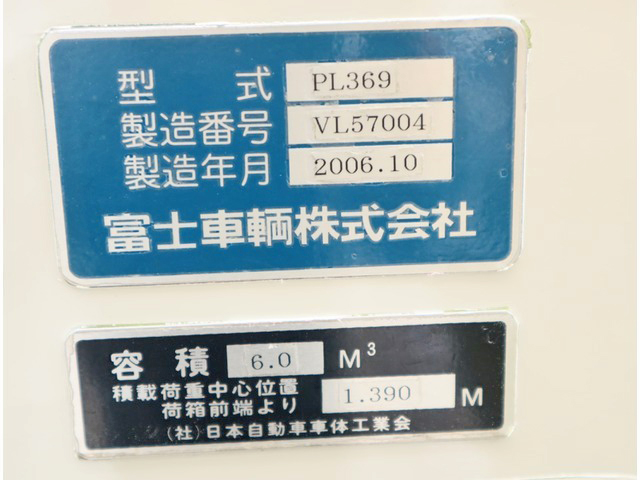 型 式 PL369
製造番号 VL57004
製造年月 2006.10
富士車輌株式会社
容積 6.0 M³
積載荷重中心位置
荷箱前端より 1.390 M
(社)日本自動車車体工業会